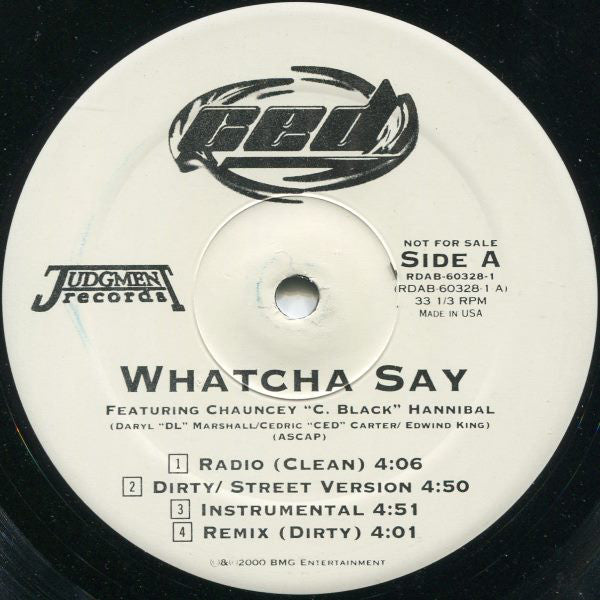 ced
JUDGMENT
records
NOT FOR SALE
SIDE A
RDAB-60328-1
(RDAB-60328-1 A)
33 1/3 RPM
MADE IN USA
WHATCHA SAY
FEATURING CHAUNCEY "C. BLACK" HANNIBAL
(DARYL "DL" MARSHALL/CEDRIC "CED" CARTER/ EDWIND KING)
(ASCAP)
1 RADIO (CLEAN) 4:06
2 DIRTY/ STREET VERSION 4:50
3 INSTRUMENTAL 4:51
4 REMIX (DIRTY) 4:01
℗&©2000 BMG ENTERTAINMENT